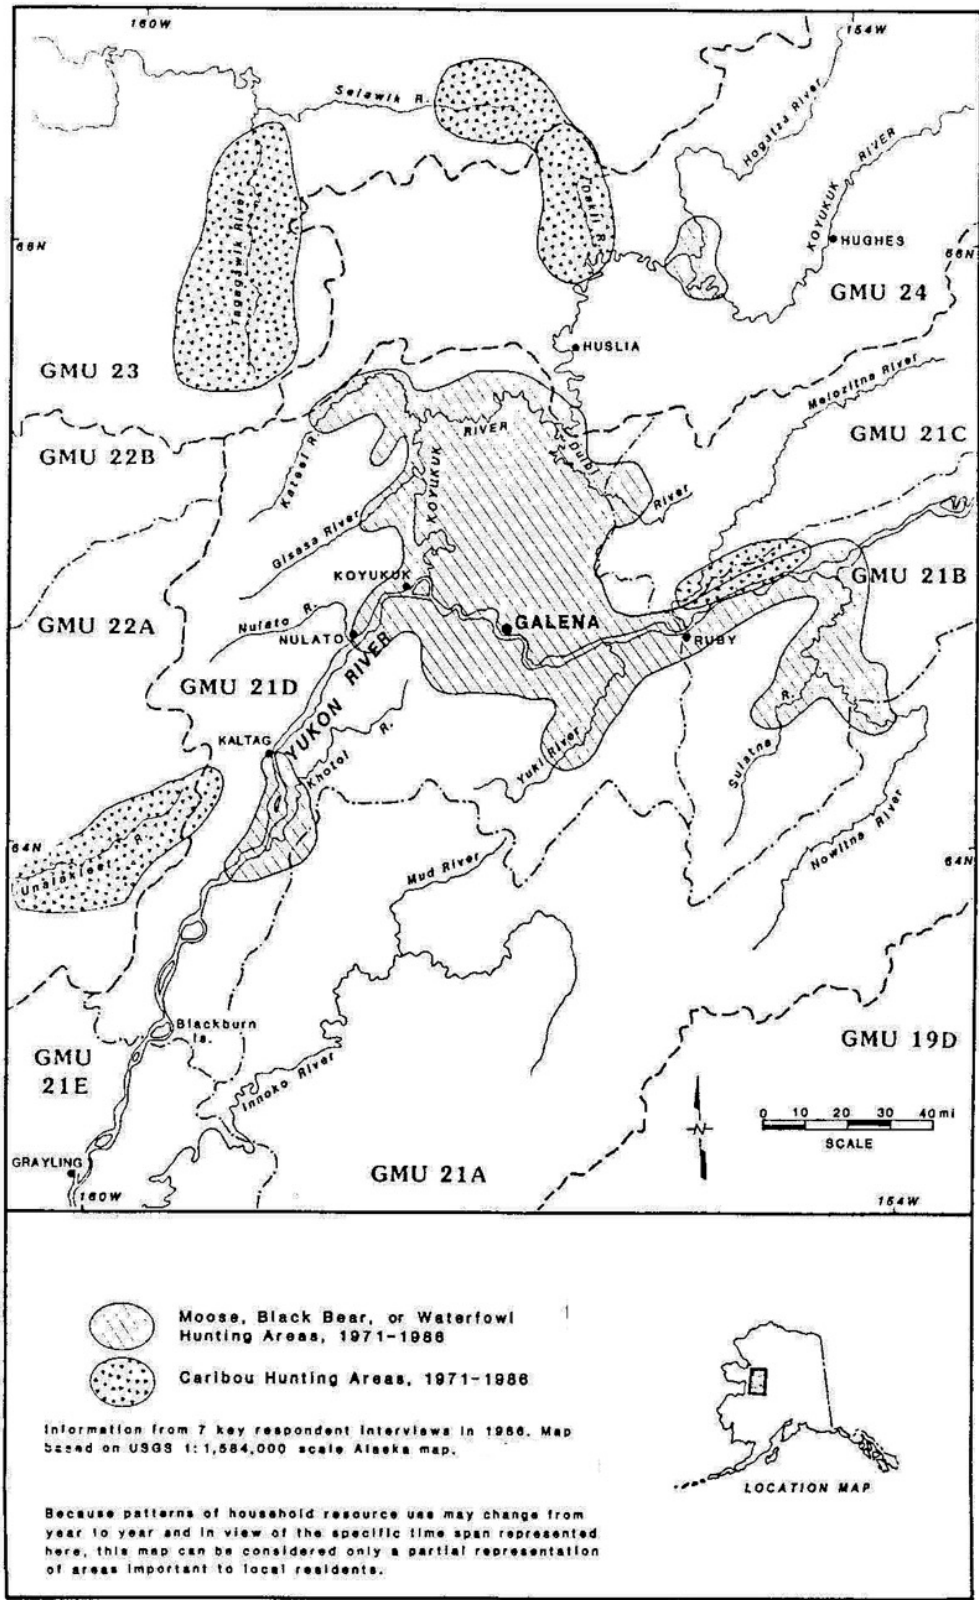 160W
154W
Selawik R.
Hogatza River
KOYUKUK RIVER
Tagagawik River
66N
HUGHES
66N
GMU 24
HUSLIA
GMU 23
Melozitna River
RIVER
GMU 22B
GMU 21C
Dulbi
River
Kateel R.
KOYUKUK
Gisasa River
KOYUKUK
GMU 21B
Nulato R.
GALENA
GMU 22A
NULATO
RUBY
GMU 21D
YUKON RIVER
KALTAG
Khotol R.
Yuki River
Sulatna R.
64N
Unalakleet R.
Nowitna River
64N
Mud River
Blackburn
Is.
GMU
21E
GMU 19D
Innoko River
N
0 10 20 30 40 mi
SCALE
GRAYLING
GMU 21A
160W
154W
Moose, Black Bear, or Waterfowl
Hunting Areas, 1971-1986
Caribou Hunting Areas, 1971-1986
Information from 7 key respondent interviews in 1986. Map
based on USGS 1:1,584,000 scale Alaska map.
LOCATION MAP
Because patterns of household resource use may change from
year to year and in view of the specific time span represented
here, this map can be considered only a partial representation
of areas important to local residents.